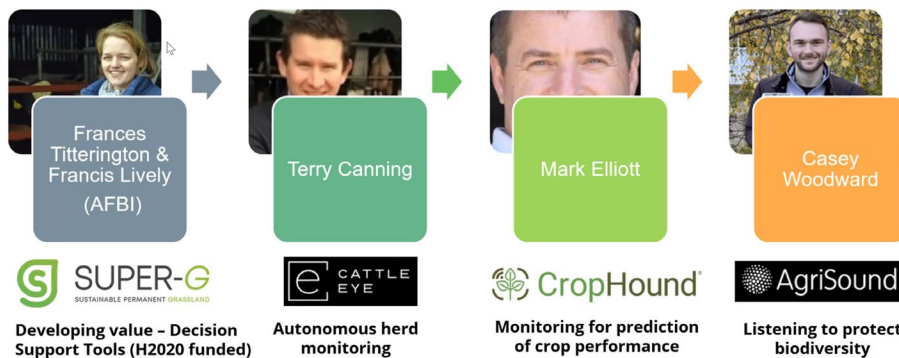 Frances
Titterington &
Francis Lively
(AFBI)
Terry Canning
Mark Elliott
Casey
Woodward
SUPER-G
SUSTAINABLE PERMANENT GRASSLAND
CATTLE
EYE
CropHound®
AgriSound
Developing value – Decision
Support Tools (H2020 funded)
Autonomous herd
monitoring
Monitoring for prediction
of crop performance
Listening to protect
biodiversity